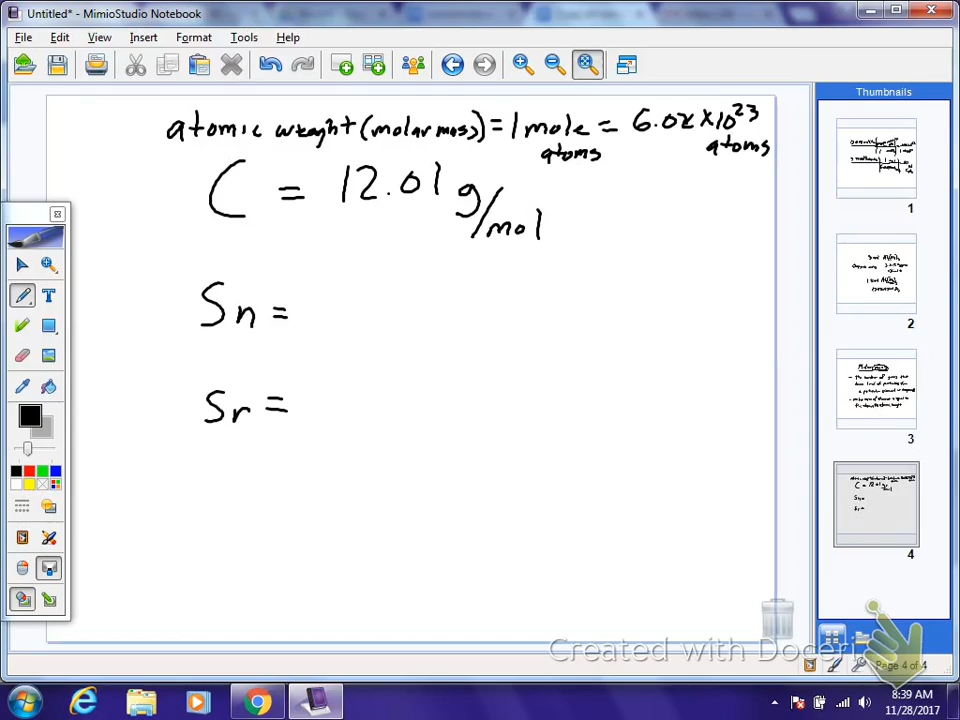 Untitled* - MimioStudio Notebook
File Edit View Insert Format Tools Help
Thumbnails
atomic weight (molar mass) = 1 mole = 6.02 x 10 23
atoms atoms
C = 12.01 g/mol
Sn =
Sr =
1
2
3
4
Created with Doceri
Page 4 of 4
8:39 AM
11/28/2017